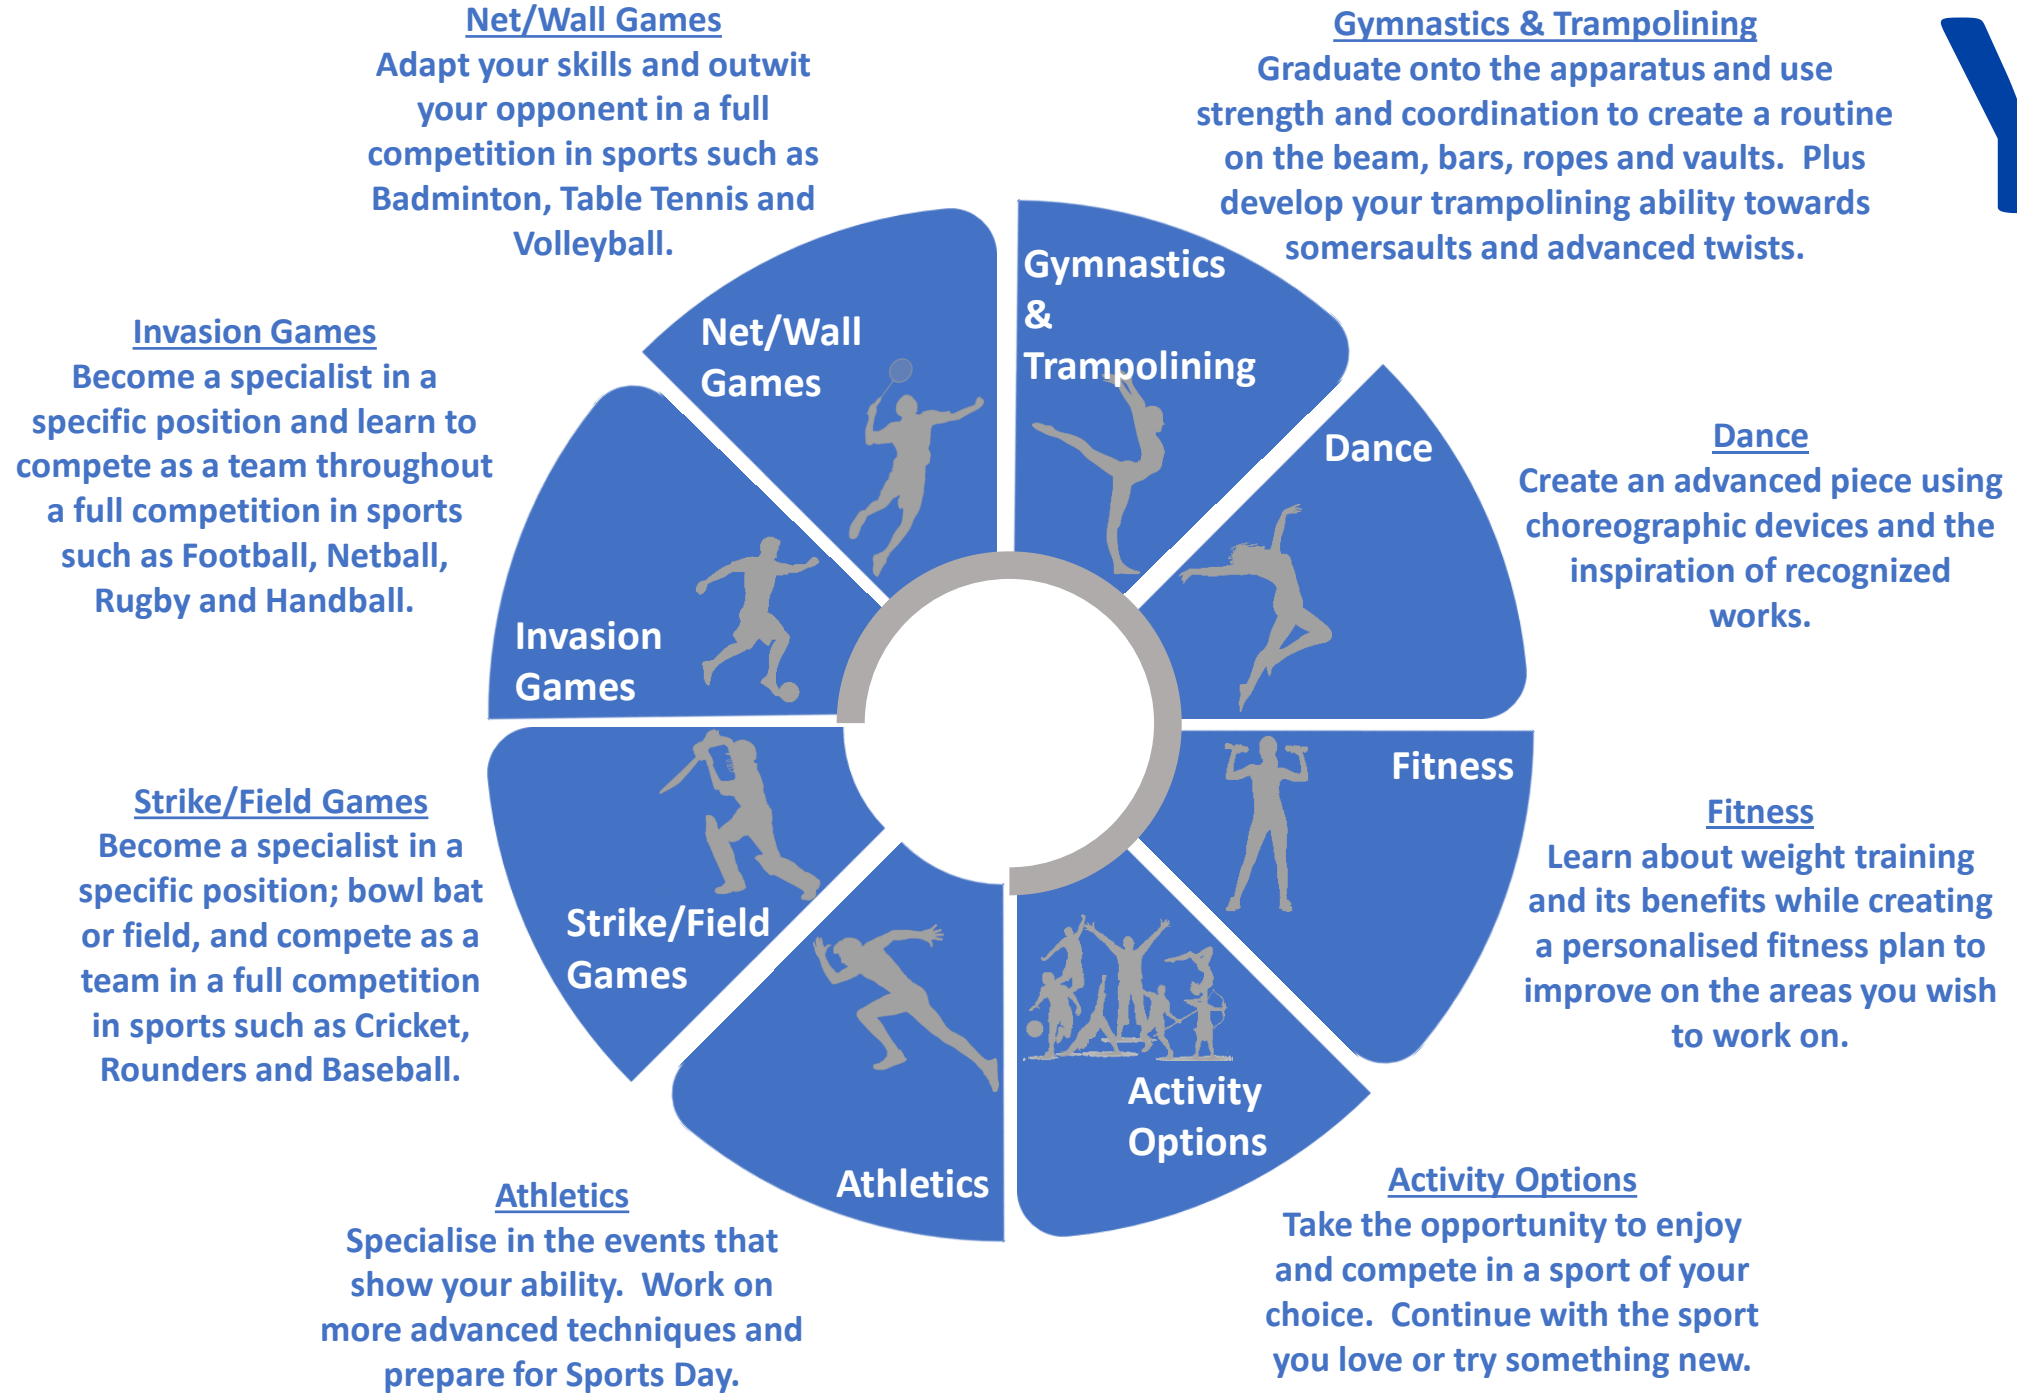 Net/Wall Games
Adapt your skills and outwit
your opponent in a full
competition in sports such as
Badminton, Table Tennis and
Volleyball.
Gymnastics & Trampolining
Graduate onto the apparatus and use
strength and coordination to create a routine
on the beam, bars, ropes and vaults.  Plus
develop your trampolining ability towards
somersaults and advanced twists.
Y
Invasion Games
Become a specialist in a
specific position and learn to
compete as a team throughout
a full competition in sports
such as Football, Netball,
Rugby and Handball.
Net/Wall
Games
Gymnastics
&
Trampolining
Dance
Dance
Create an advanced piece using
choreographic devices and the
inspiration of recognized
works.
Invasion
Games
Fitness
Strike/Field Games
Become a specialist in a
specific position; bowl bat
or field, and compete as a
team in a full competition
in sports such as Cricket,
Rounders and Baseball.
Strike/Field
Games
Fitness
Learn about weight training
and its benefits while creating
a personalised fitness plan to
improve on the areas you wish
to work on.
Activity
Options
Athletics
Athletics
Specialise in the events that
show your ability.  Work on
more advanced techniques and
prepare for Sports Day.
Activity Options
Take the opportunity to enjoy
and compete in a sport of your
choice.  Continue with the sport
you love or try something new.